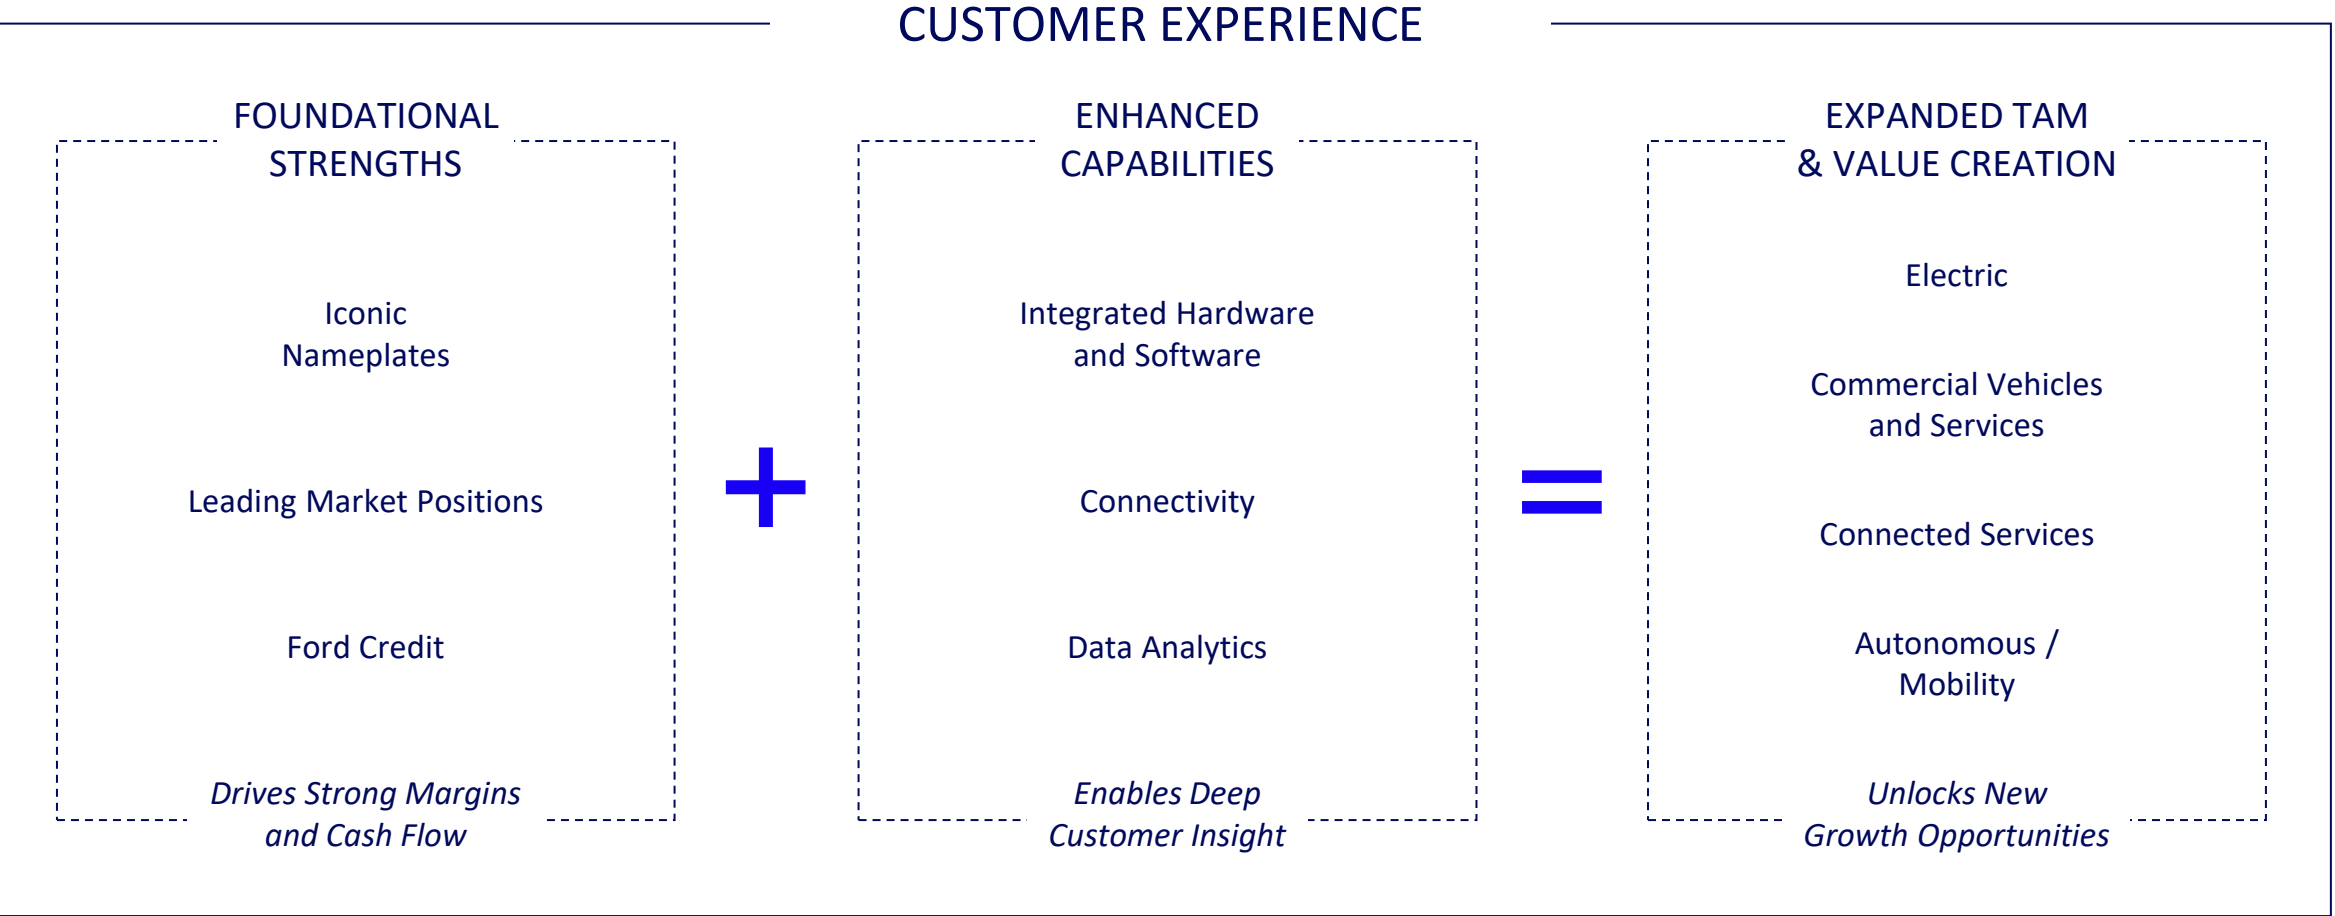 CUSTOMER EXPERIENCE
FOUNDATIONAL
STRENGTHS
Iconic
Nameplates
Leading Market Positions
Ford Credit
Drives Strong Margins
and Cash Flow
+
ENHANCED
CAPABILITIES
Integrated Hardware
and Software
Connectivity
Data Analytics
Enables Deep
Customer Insight
=
EXPANDED TAM
& VALUE CREATION
Electric
Commercial Vehicles
and Services
Connected Services
Autonomous /
Mobility
Unlocks New
Growth Opportunities